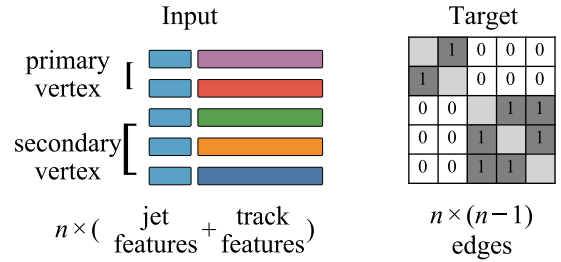 Input
primary
vertex
secondary
vertex
n × ( jet features + track features )
Target
1 0 0 0
1 0 0 0
0 0 1 1
0 0 1 1
0 0 1 1
n × (n − 1)
edges